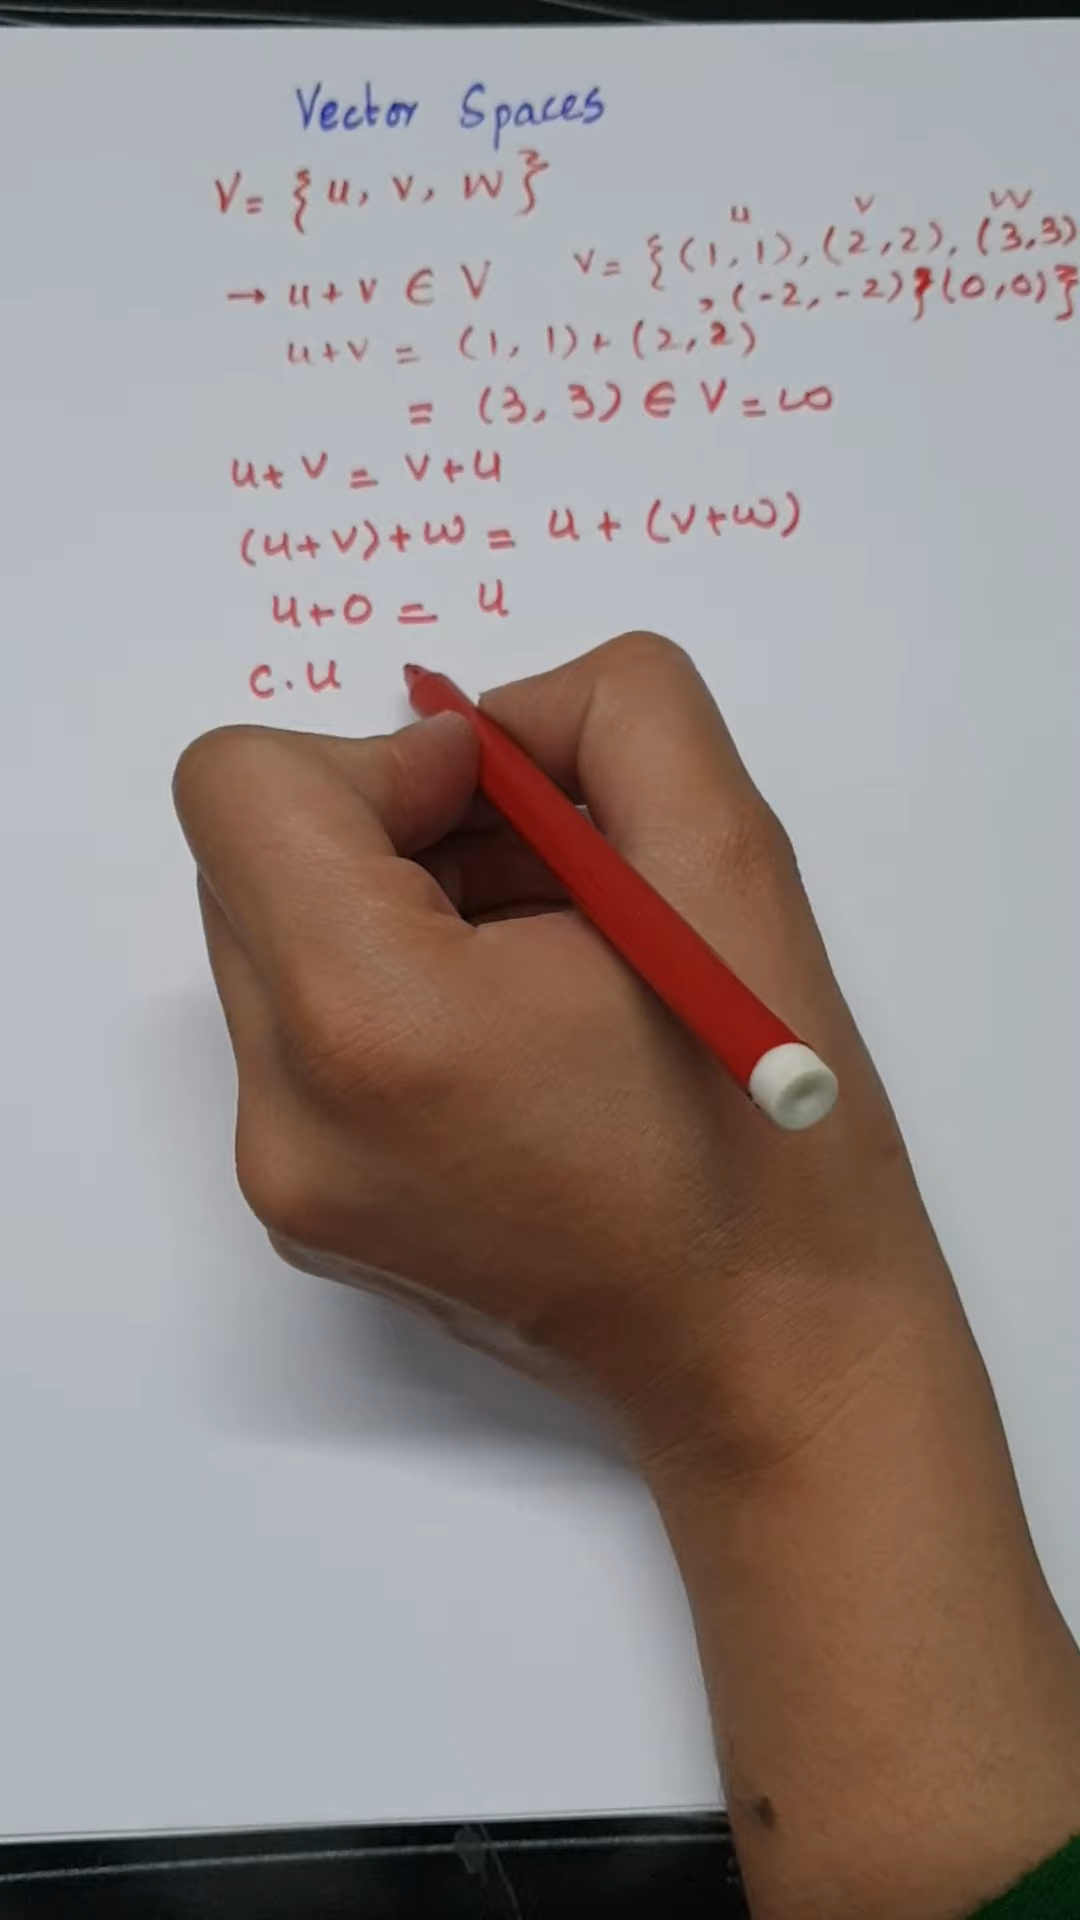 Vector Spaces
V = {u, v, w}
u v w
V = {(1,1), (2,2), (3,3)
, (-2,-2)}(0,0)}
→ u + v ∈ V
u+v = (1, 1) + (2, 2)
= (3, 3) ∈ V = w
u + v = v + u
(u+v)+w = u + (v+w)
u+0 = u
c.u